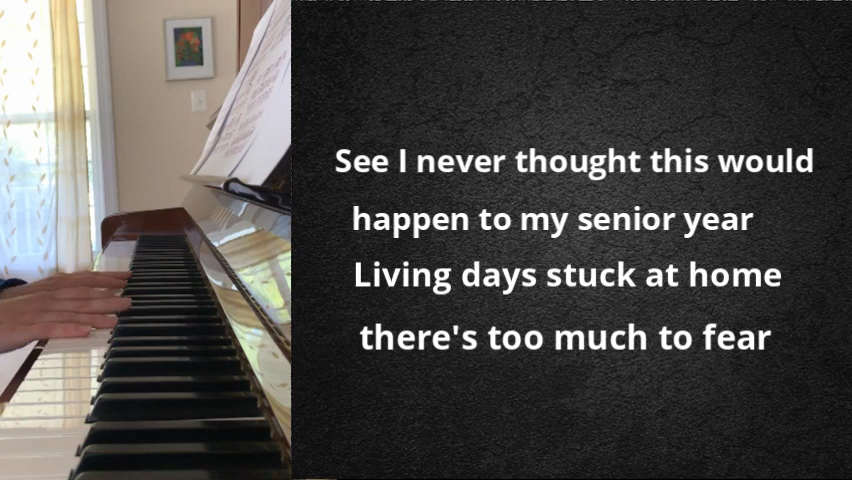 See I never thought this would
happen to my senior year
Living days stuck at home
there's too much to fear